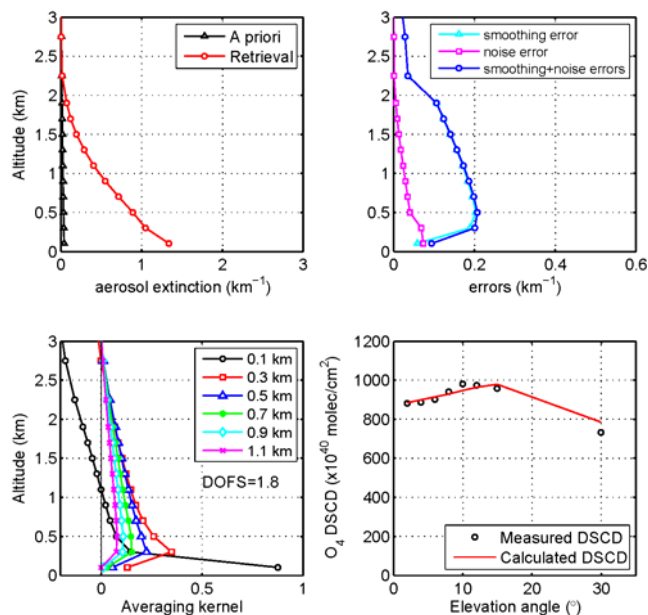 3
2.5
2
1.5
1
0.5
0
Altitude (km)
A priori
Retrieval
0 1 2 3
aerosol extinction (km⁻¹)
3
2.5
2
1.5
1
0.5
0
smoothing error
noise error
smoothing+noise errors
0 0.2 0.4 0.6
errors (km⁻¹)
3
2.5
2
1.5
1
0.5
0
Altitude (km)
0.1 km
0.3 km
0.5 km
0.7 km
0.9 km
1.1 km
DOFS=1.8
0 0.5 1
Averaging kernel
1200
1000
800
600
400
200
0
O₄ DSCD (x10⁴⁰ molec/cm²)
Measured DSCD
Calculated DSCD
0 10 20 30
Elevation angle (°)